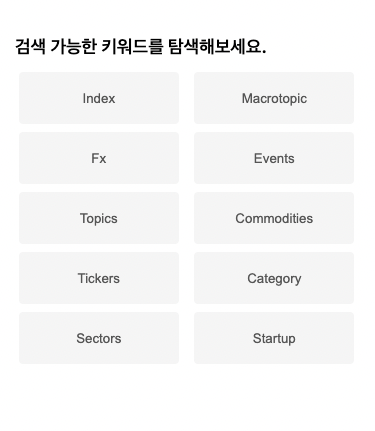 검색 가능한 키워드를 탐색해보세요.
Index
Macrotopic
Fx
Events
Topics
Commodities
Tickers
Category
Sectors
Startup